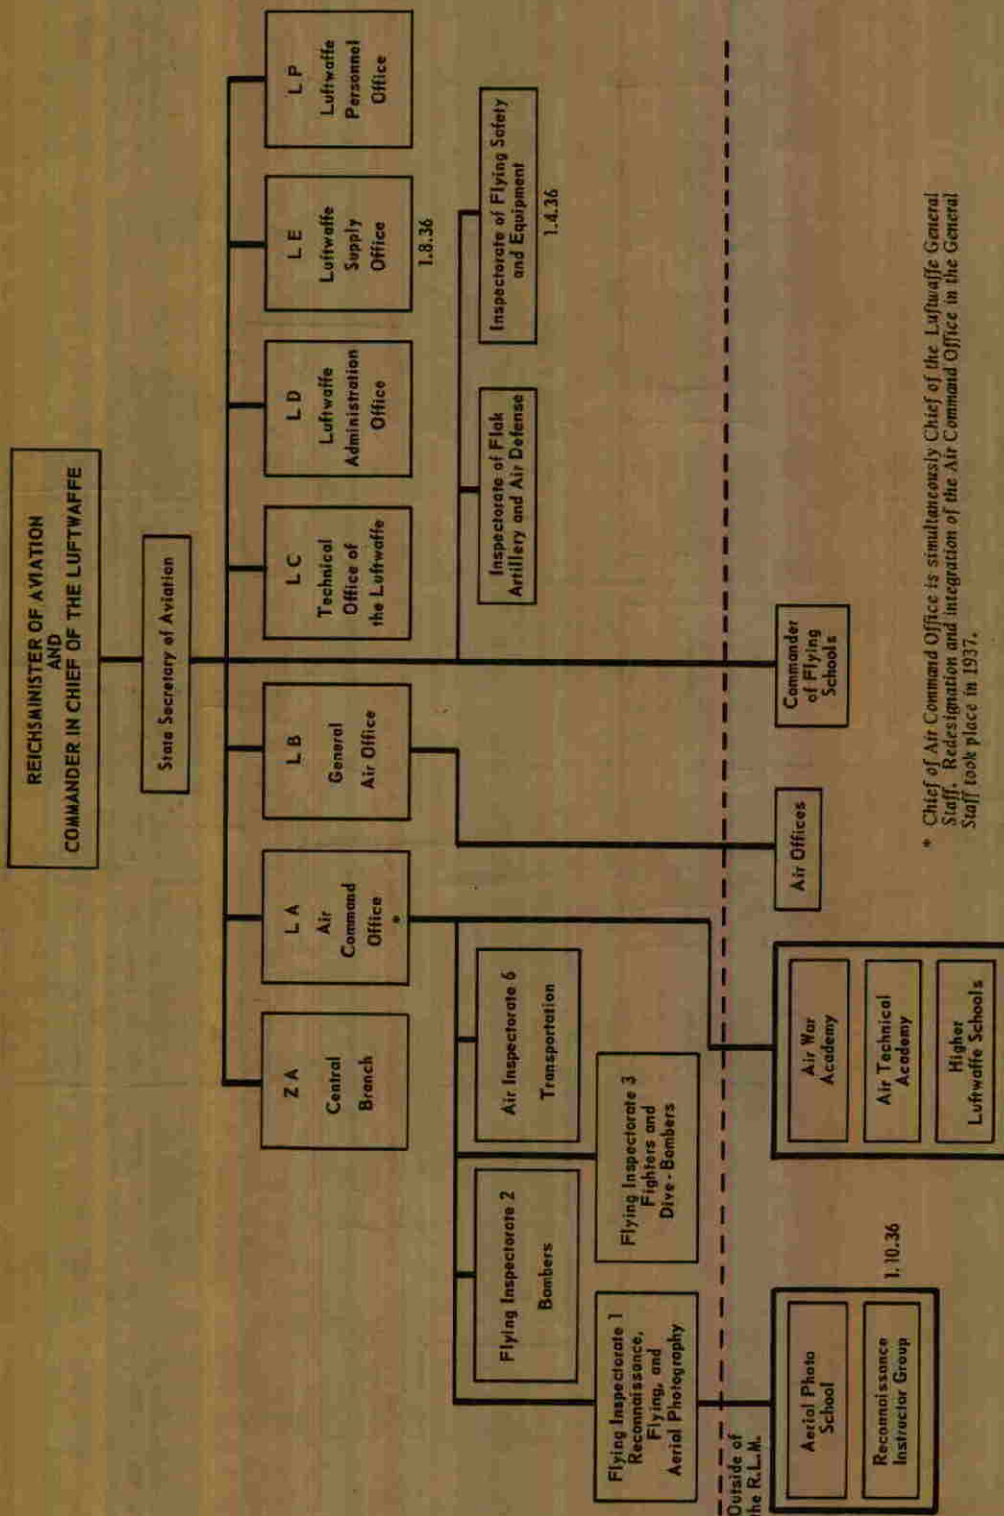 REICHSMINISTER OF AVIATION
AND
COMMANDER IN CHIEF OF THE LUFTWAFFE
State Secretary of Aviation
Z A
Central
Branch
L A
Air
Command
Office
*
L B
General
Air Office
L C
Technical
Office of
the Luftwaffe
L D
Luftwaffe
Administration
Office
L E
Luftwaffe
Supply
Office
1.8.36
L P
Luftwaffe
Personnel
Office
Flying Inspectorate 2
Bombers
Air Inspectorate 6
Transportation
Inspectorate of Flak
Artillery and Air Defense
Inspectorate of Flying Safety
and Equipment
1.4.36
Flying Inspectorate 1
Reconnaissance,
Flying, and
Aerial Photography
Flying Inspectorate 3
Fighters and
Dive-Bombers
Outside of
the R.L.M.
Aerial Photo
School
Reconnaissance
Instructor Group
1.10.36
Air War
Academy
Air Technical
Academy
Higher
Luftwaffe Schools
Air Offices
Commander
of Flying
Schools
* Chief of Air Command Office is simultaneously Chief of the Luftwaffe General
Staff. Redesignation and integration of the Air Command Office in the General
Staff took place in 1937.